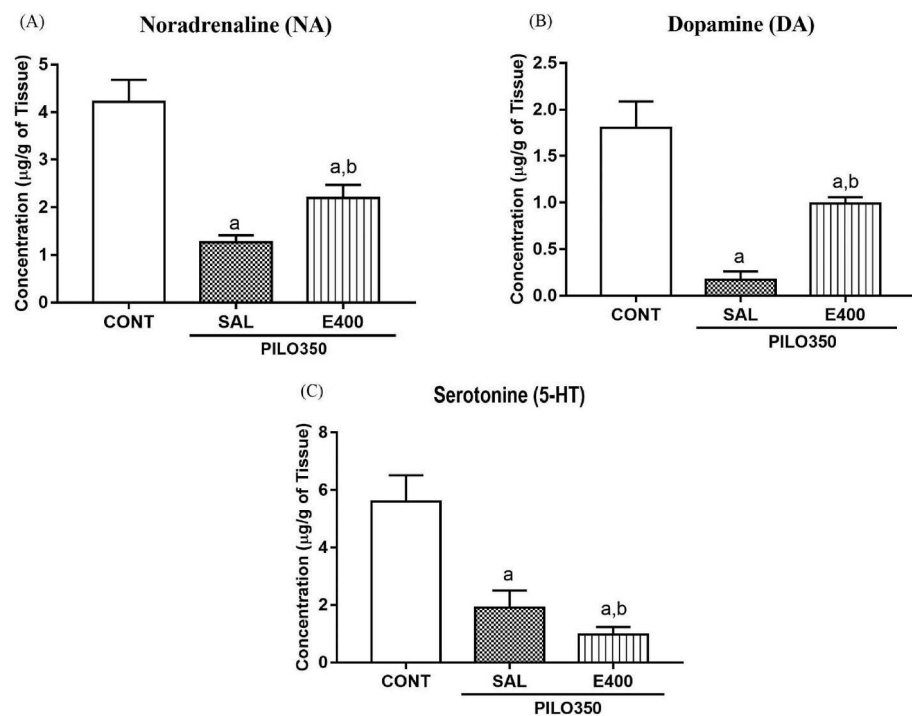 (A)
Noradrenaline (NA)
Concentration (µg/g of Tissue)
5
4
3
2
1
0
a
a,b
CONT
SAL
E400
PILO350
(B)
Dopamine (DA)
Concentration (µg/g of Tissue)
2.5
2.0
1.5
1.0
0.5
0.0
a
a,b
CONT
SAL
E400
PILO350
(C)
Serotonine (5-HT)
Concentration (µg/g of Tissue)
8
6
4
2
0
a
a,b
CONT
SAL
E400
PILO350